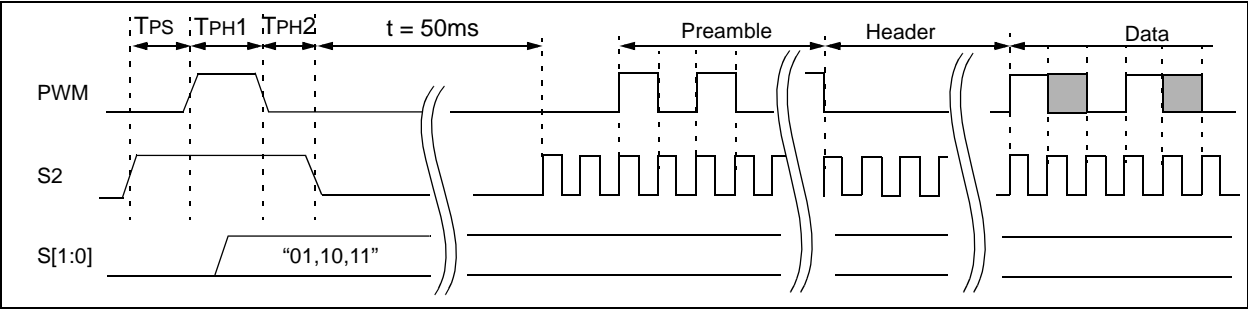 TPS TPH1 TPH2 t = 50ms Preamble Header Data
PWM
S2
S[1:0] “01,10,11”